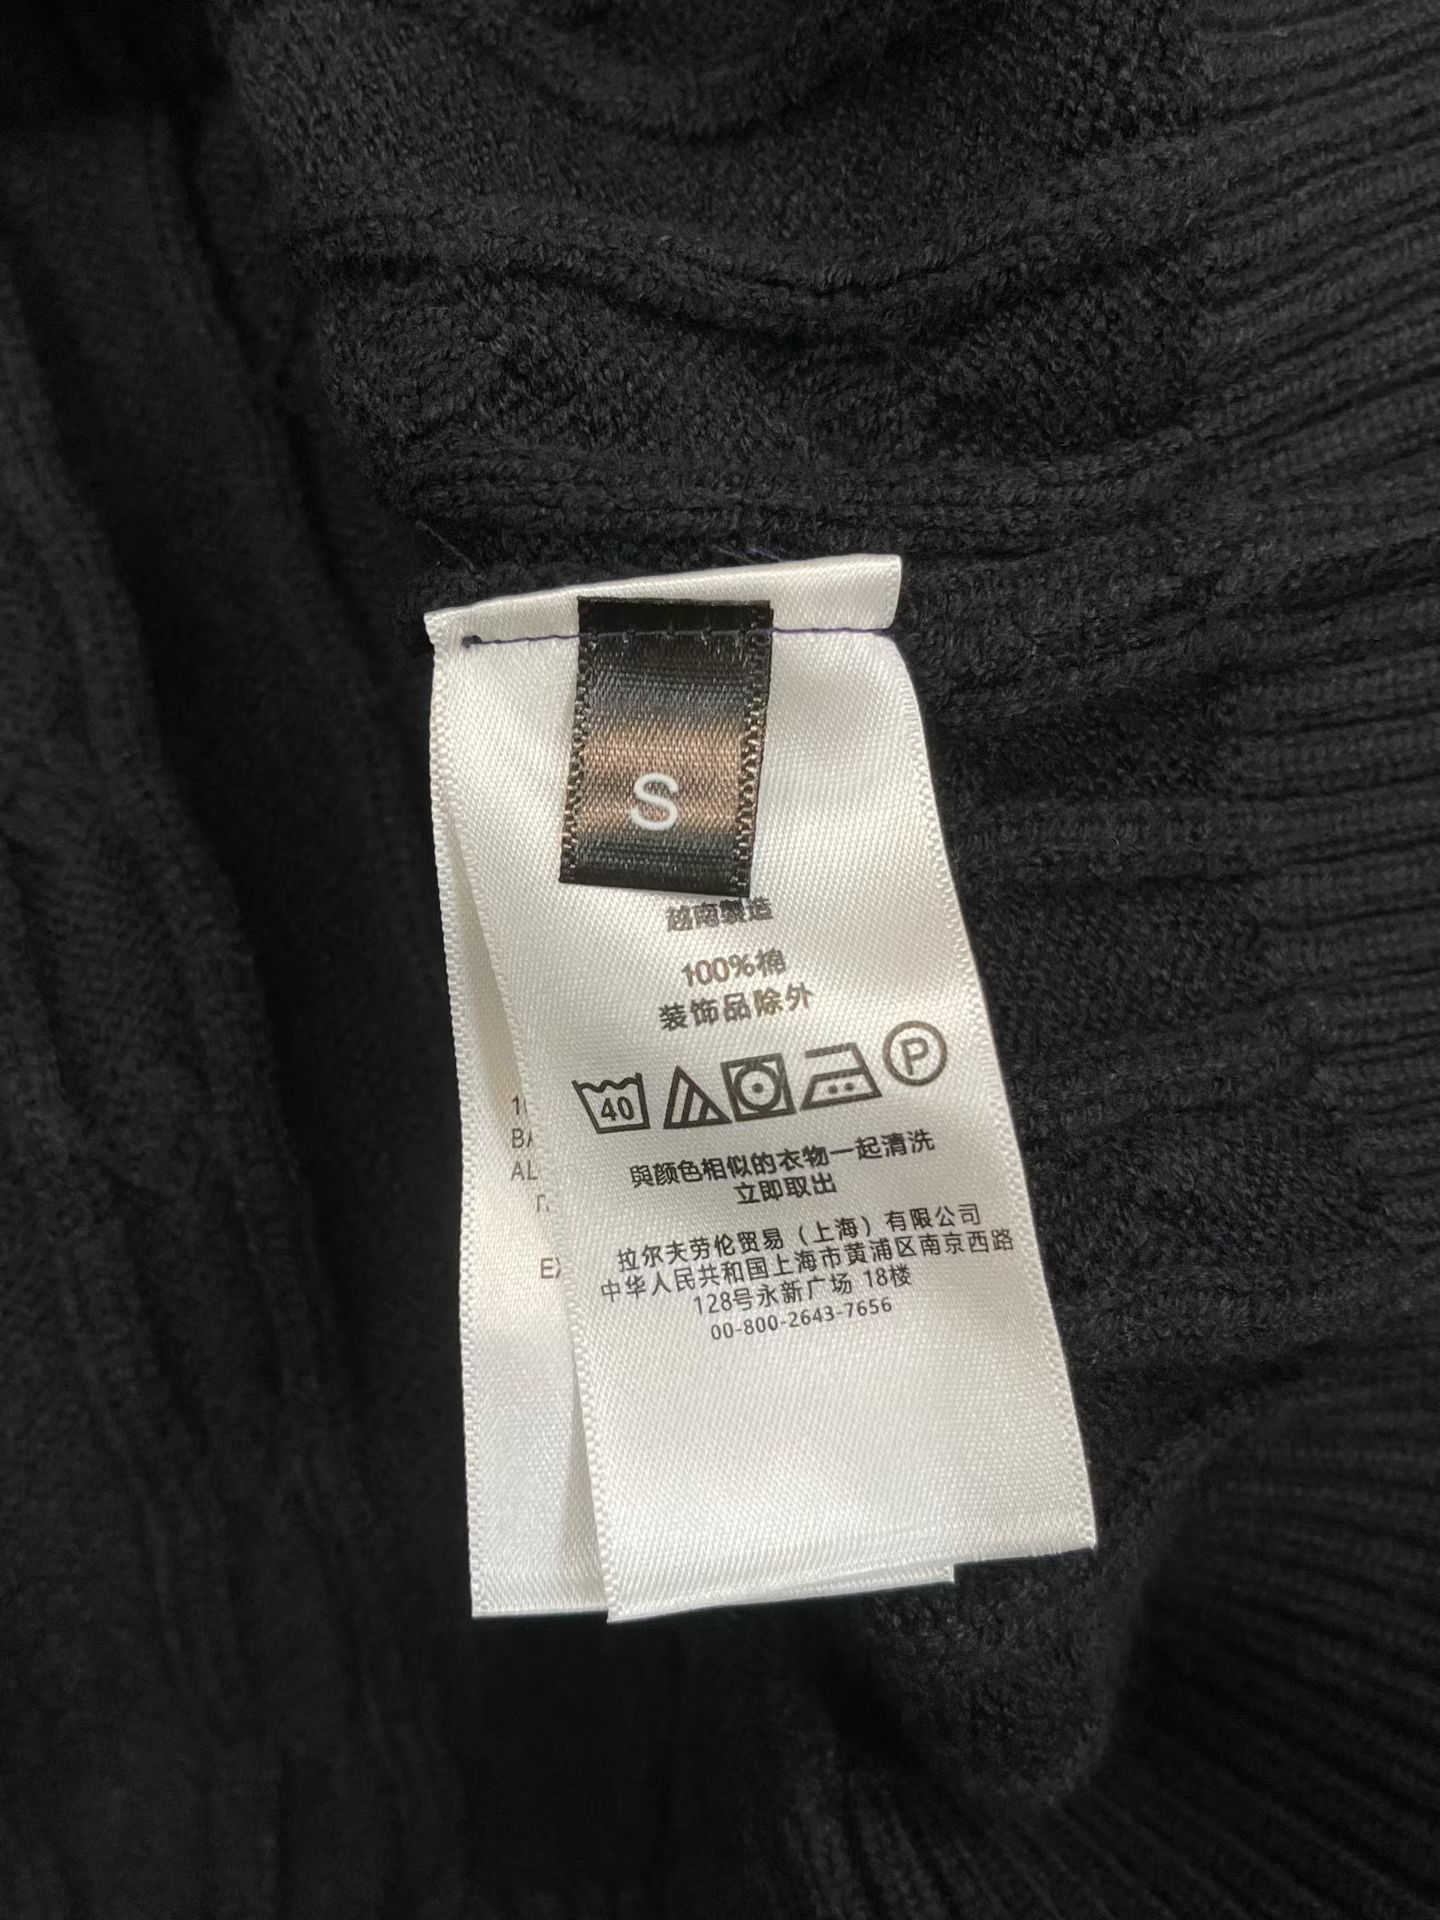 S
越南製造
100%棉
装饰品除外
40
P
與颜色相似的衣物一起清洗
立即取出
拉尔夫劳伦贸易（上海）有限公司
中华人民共和国上海市黄浦区南京西路
128号永新广场 18楼
00-800-2643-7656
BA
AL
EX